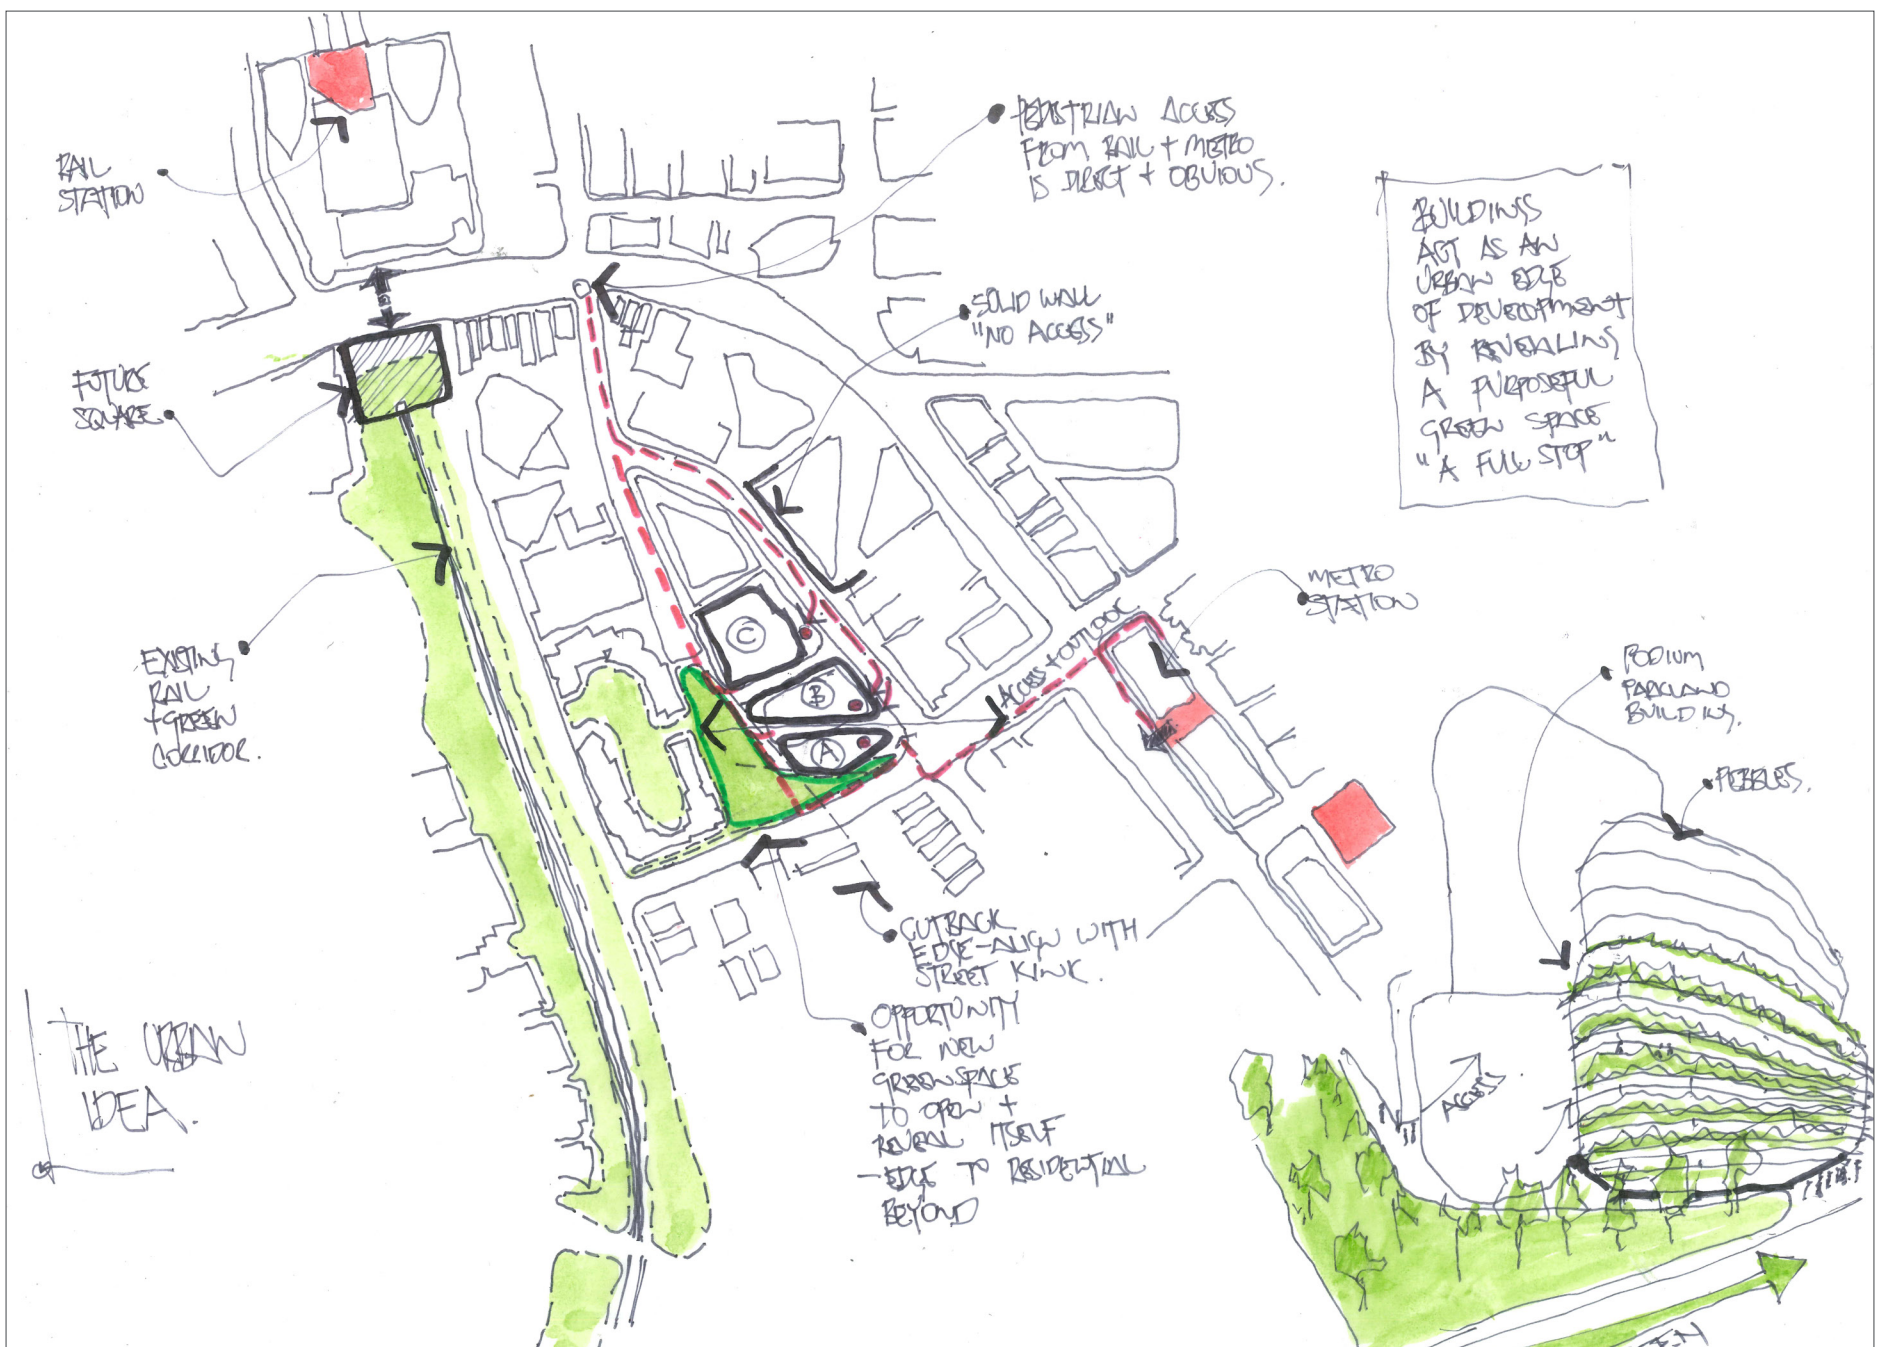 RAIL
STATION
PEDESTRIAN ACCESS
FROM RAIL + METRO
IS DIRECT + OBVIOUS.
SOLID WALL
"NO ACCESS"
BUILDINGS
ACT AS AN
URBAN EDGE
OF DEVELOPMENT
BY REVEALING
A PURPOSEFUL
GREEN SPACE
"A FULL STOP"
FUTURE
SQUARE
METRO
STATION
ACCESS + OUTLOOK
C
B
A
EXISTING
RAIL
+ GREEN
CORRIDOR.
PODIUM
PARKLAND
BUILDING.
PEBBLES.
CUTBACK
EDGE-ALIGN WITH
STREET KINK.
OPPORTUNITY
FOR NEW
GREENSPACE
TO OPEN +
REVEAL ITSELF
- EDGE TO RESIDENTIAL
BEYOND
THE URBAN
IDEA.
ACCESS